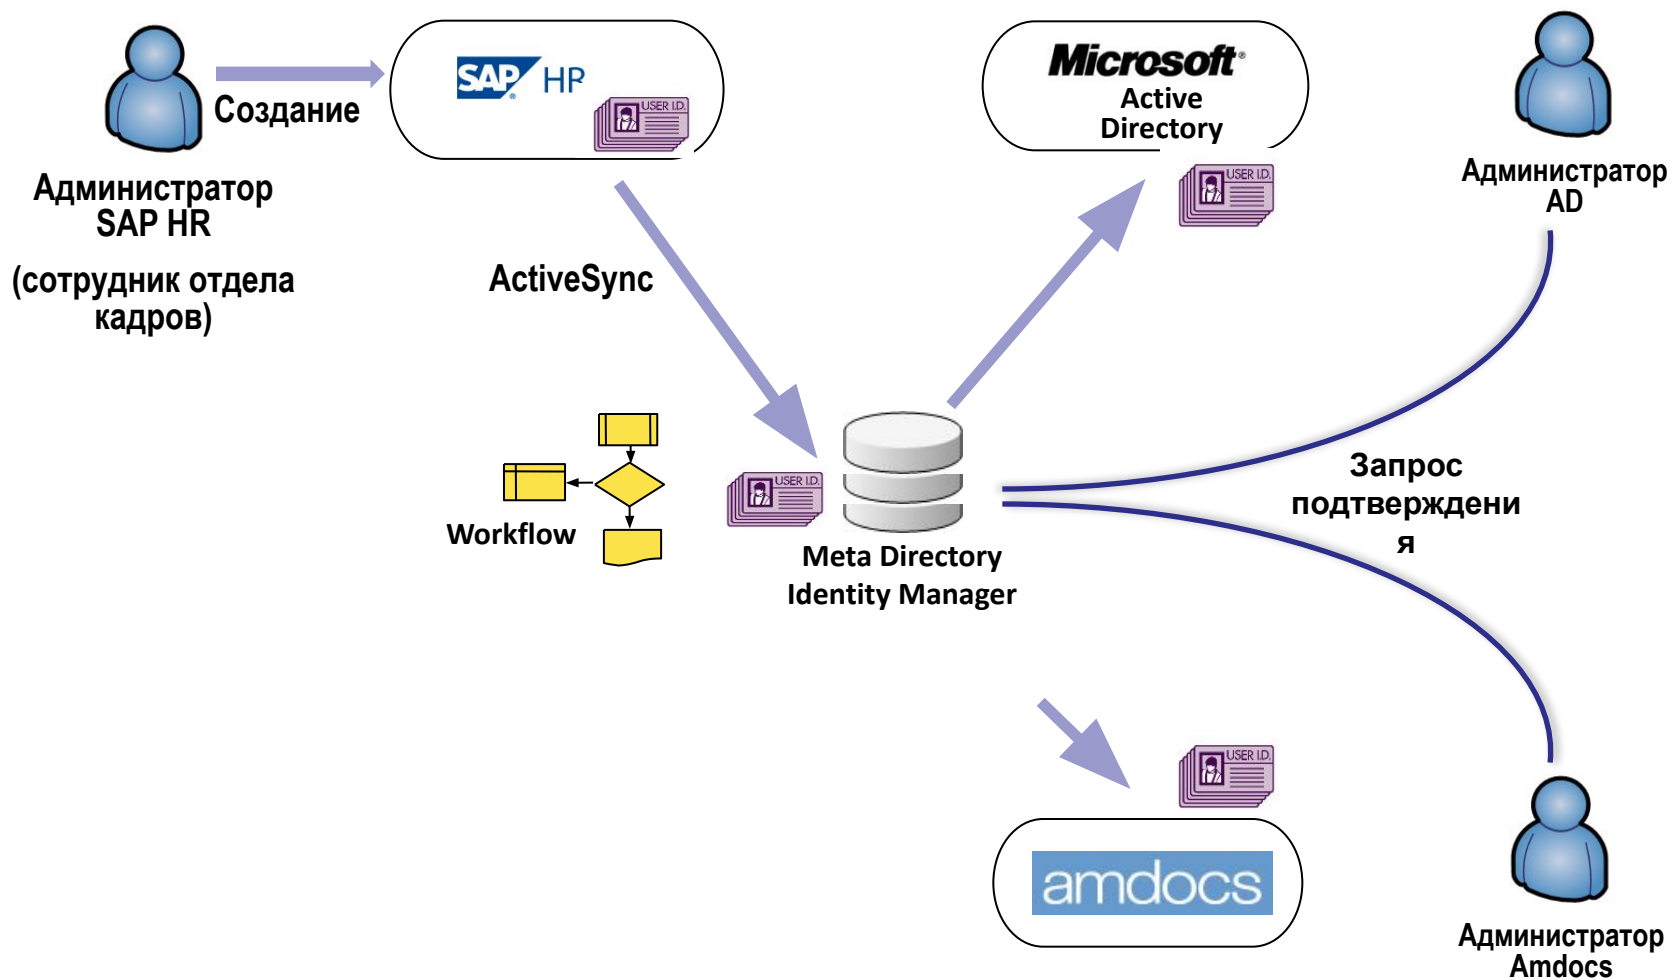 SAP HR
USER I.D.
Создание
Администратор
SAP HR
(сотрудник отдела
кадров)
Microsoft®
Active
Directory
USER I.D.
Администратор
AD
ActiveSync
Workflow
USER I.D.
Meta Directory
Identity Manager
Запрос
подтверждени
я
USER I.D.
amdocs
Администратор
Amdocs